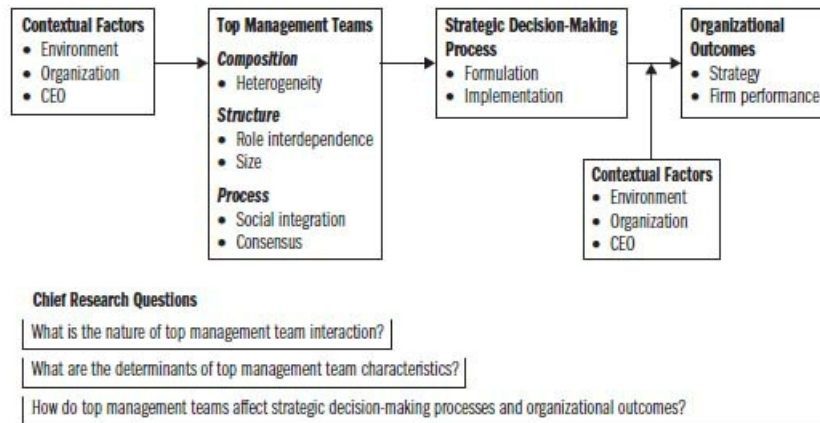 Contextual Factors
• Environment
• Organization
• CEO
Top Management Teams
Composition
• Heterogeneity
Structure
• Role interdependence
• Size
Process
• Social integration
• Consensus
Strategic Decision-Making
Process
• Formulation
• Implementation
Organizational
Outcomes
• Strategy
• Firm performance
Contextual Factors
• Environment
• Organization
• CEO
Chief Research Questions
What is the nature of top management team interaction?
What are the determinants of top management team characteristics?
How do top management teams affect strategic decision-making processes and organizational outcomes?